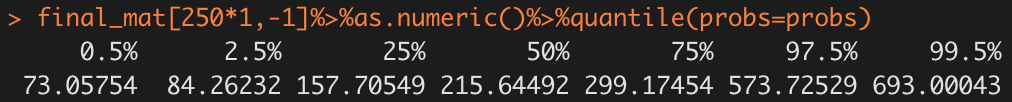 > final_mat[250*1,-1]%>%as.numeric()%>%quantile(probs=probs)
0.5% 2.5% 25% 50% 75% 97.5% 99.5%
73.05754 84.26232 157.70549 215.64492 299.17454 573.72529 693.00043